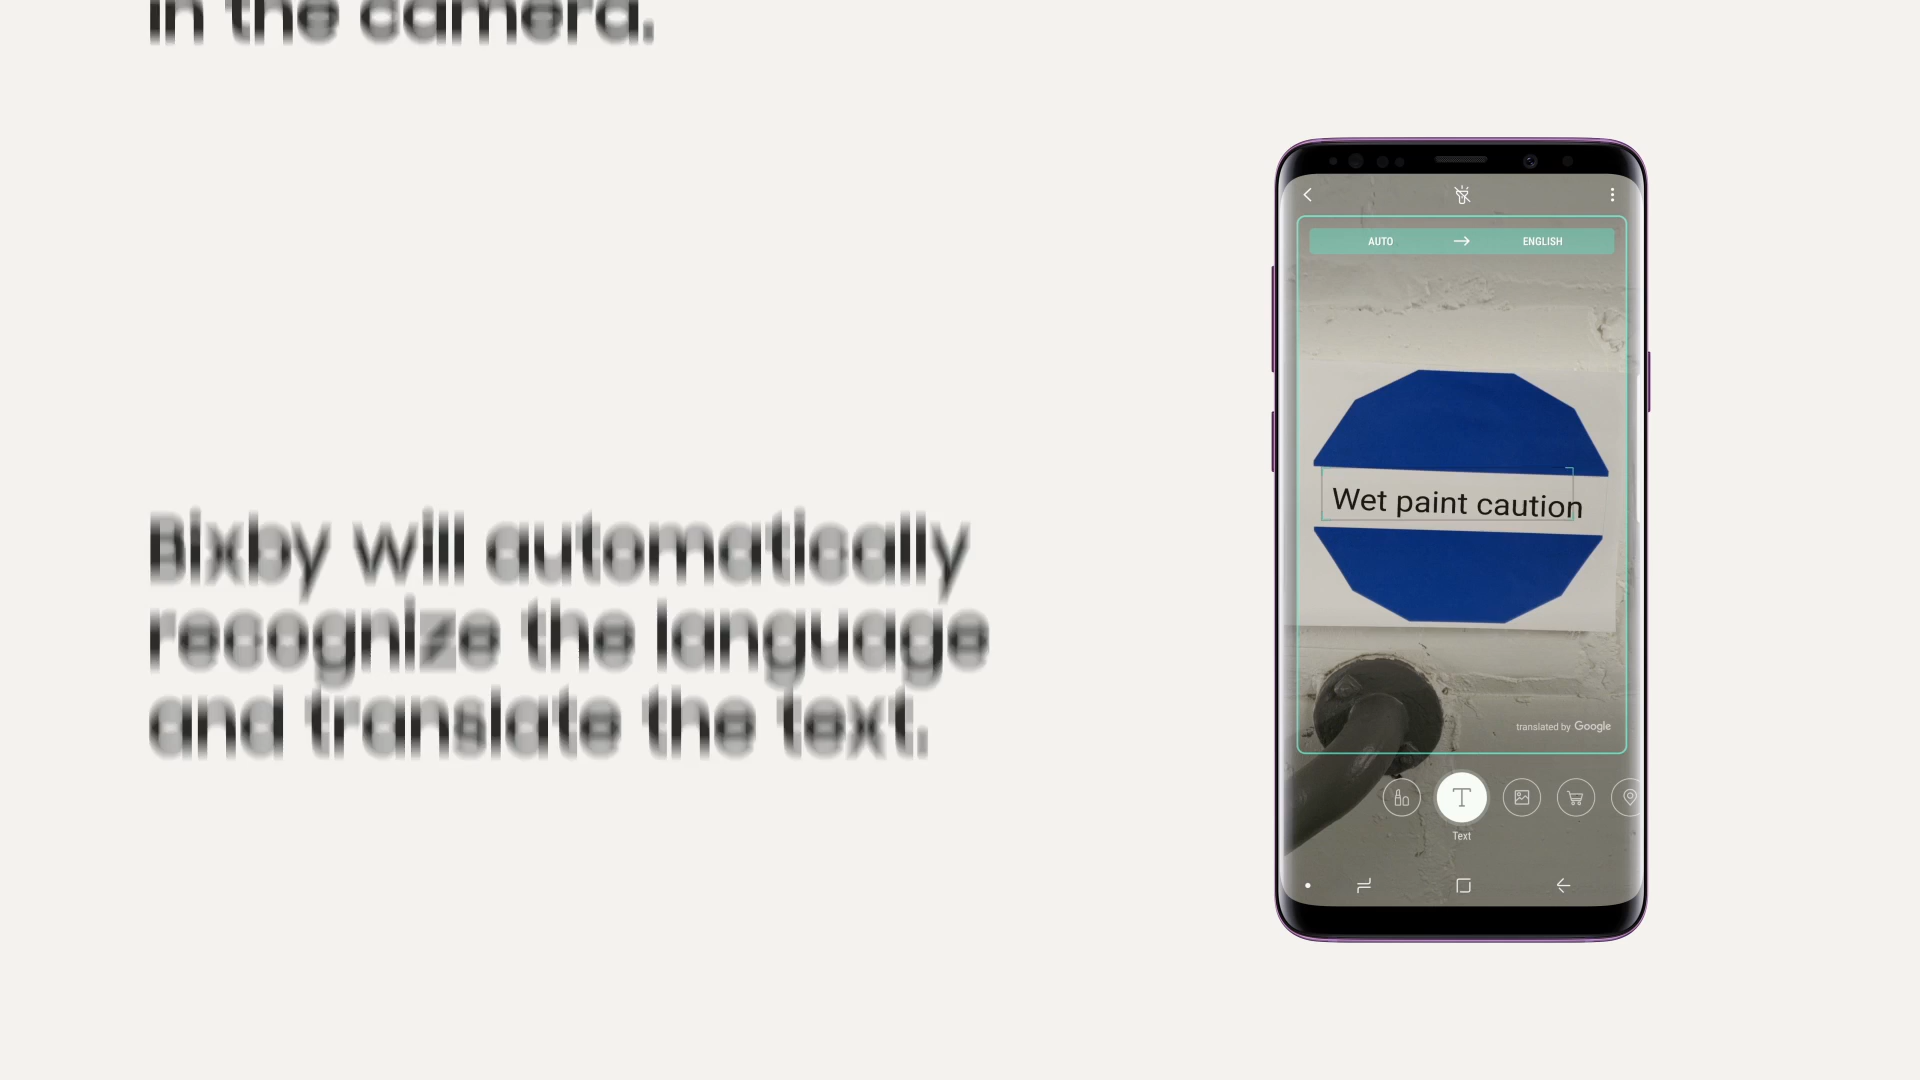 in the camera.
Bixby will automatically
recognize the language
and translate the text.
AUTO → ENGLISH
Wet paint caution
translated by Google
T
Text